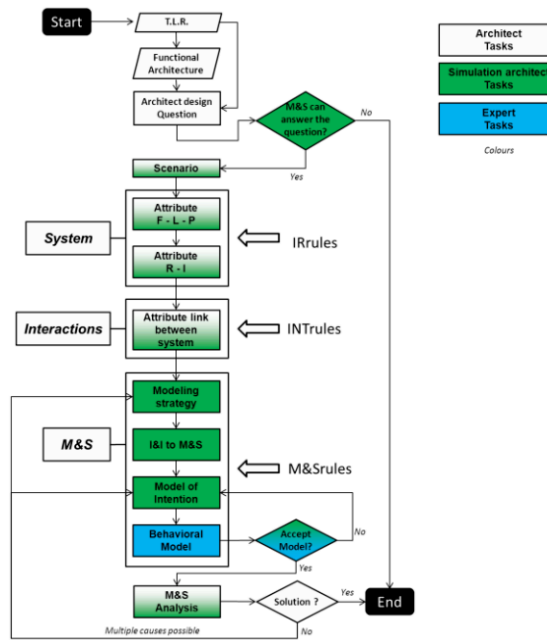 Start
T.L.R.
Functional
Architecture
Architect design
Question
M&S can
answer the
question?
No
Yes
Architect
Tasks
Simulation architect
Tasks
Expert
Tasks
Colours
Scenario
System
Attribute
F - L - P
Attribute
R - I
IRrules
Interactions
Attribute link
between
system
INTrules
M&S
Modeling
strategy
I&I to M&S
Model of
Intention
Behavioral
Model
M&Srules
Accept
Model?
No
Yes
M&S
Analysis
Solution ?
Yes
End
No
Multiple causes possible